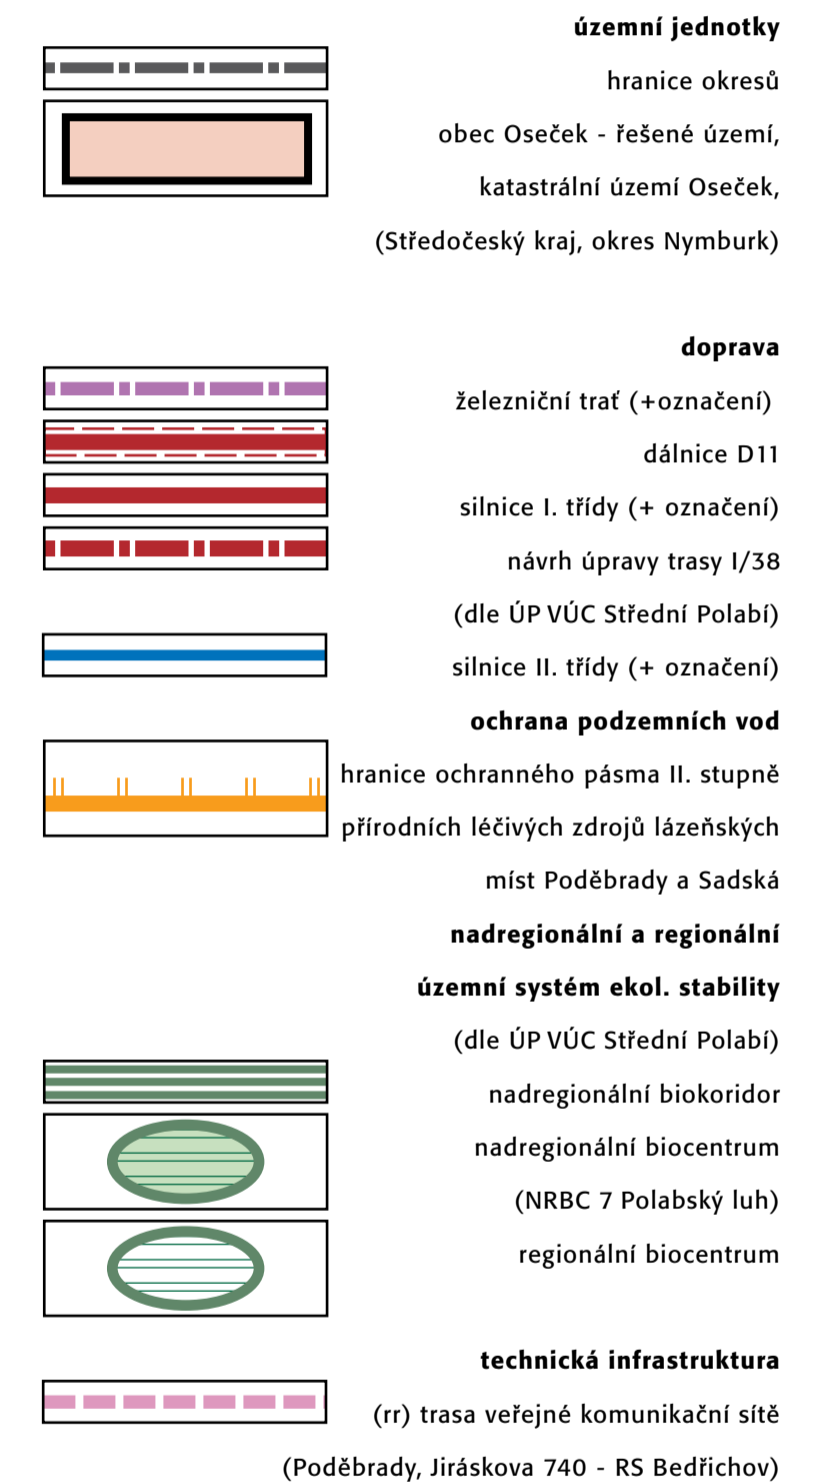 územní jednotky
hranice okresů
obec Oseček - řešené území,
katastrální území Oseček,
(Středočeský kraj, okres Nymburk)
doprava
železniční trať (+označení)
dálnice D11
silnice I. třídy (+ označení)
návrh úpravy trasy I/38
(dle ÚP VÚC Střední Polabí)
silnice II. třídy (+ označení)
ochrana podzemních vod
hranice ochranného pásma II. stupně
přírodních léčivých zdrojů lázeňských
míst Poděbrady a Sadská
nadregionální a regionální
územní systém ekol. stability
(dle ÚP VÚC Střední Polabí)
nadregionální biokoridor
nadregionální biocentrum
(NRBC 7 Polabský luh)
regionální biocentrum
technická infrastruktura
(rr) trasa veřejné komunikační sítě
(Poděbrady, Jiráskova 740 - RS Bedřichov)